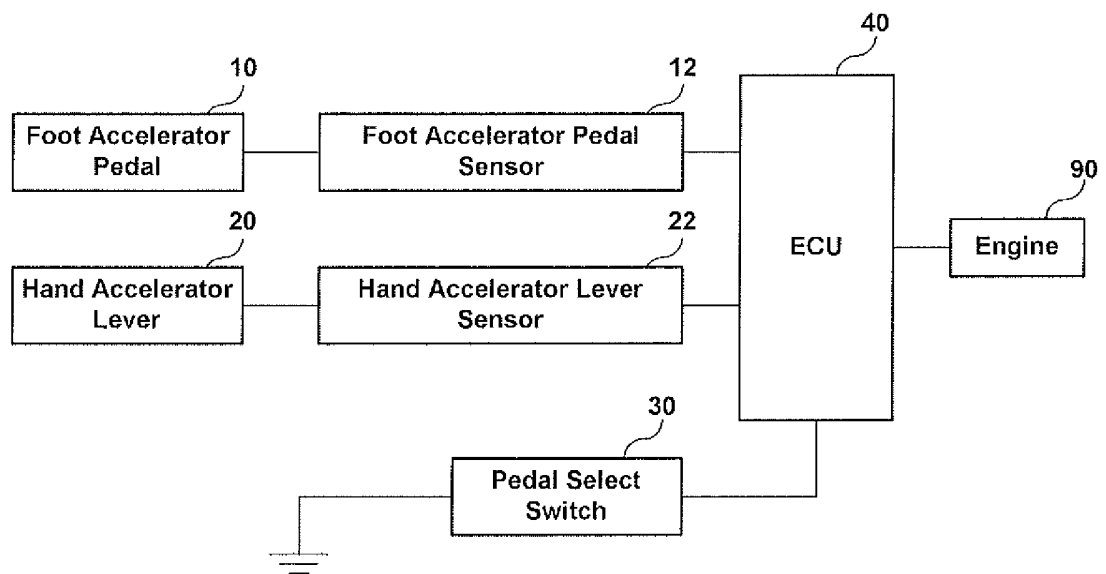 40
10
12
Foot Accelerator
Pedal
Foot Accelerator Pedal
Sensor
90
20
22
ECU
Engine
Hand Accelerator
Lever
Hand Accelerator Lever
Sensor
30
Pedal Select
Switch